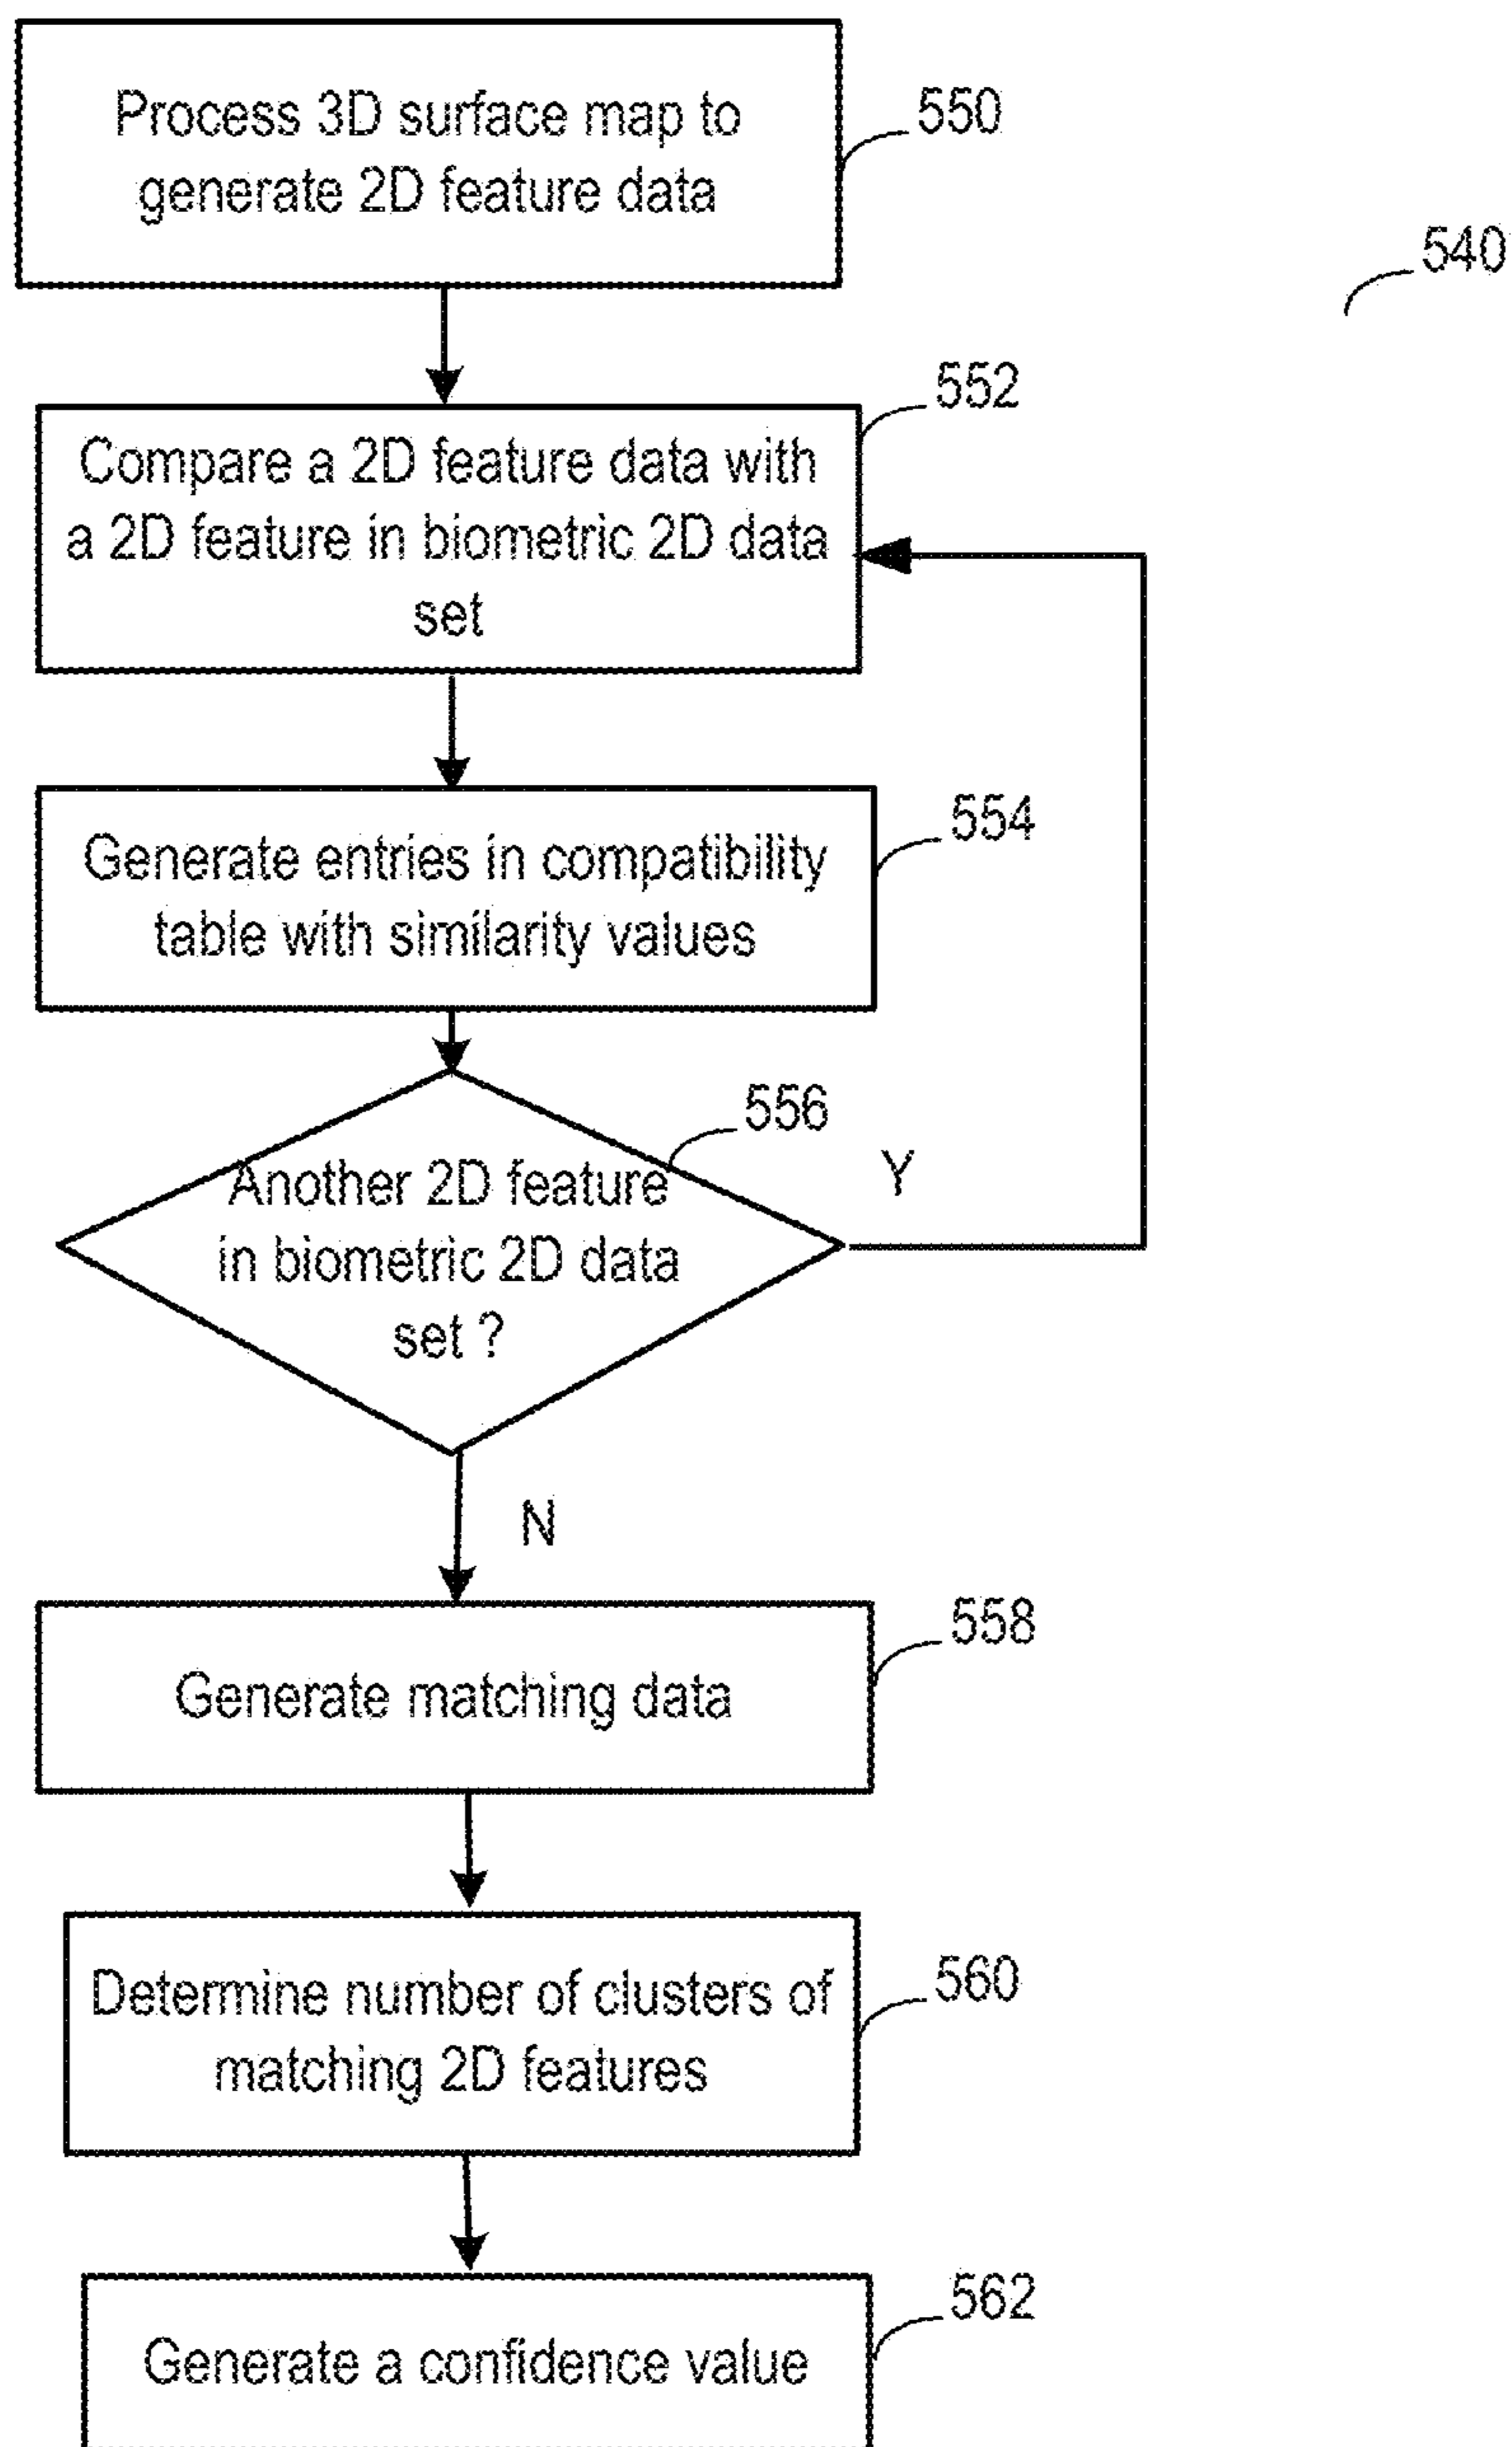 Process 3D surface map to
generate 2D feature data
550
540
552
Compare a 2D feature data with
a 2D feature in biometric 2D data
set
554
Generate entries in compatibility
table with similarity values
556
Another 2D feature
in biometric 2D data
set ?
Y
N
558
Generate matching data
560
Determine number of clusters of
matching 2D features
562
Generate a confidence value